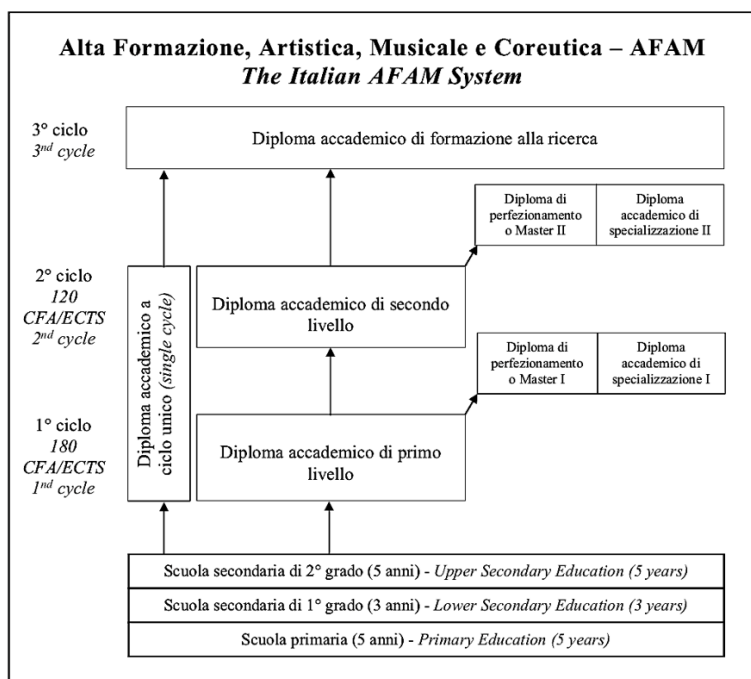 Alta Formazione, Artistica, Musicale e Coreutica – AFAM
The Italian AFAM System
3° ciclo
3nd cycle
Diploma accademico di formazione alla ricerca
Diploma di
perfezionamento
o Master II
Diploma
accademico di
specializzazione II
2° ciclo
120
CFA/ECTS
2nd cycle
Diploma accademico a
ciclo unico (single cycle)
Diploma accademico di secondo
livello
Diploma di
perfezionamento
o Master I
Diploma
accademico di
specializzazione I
1° ciclo
180
CFA/ECTS
1nd cycle
Diploma accademico di primo
livello
Scuola secondaria di 2° grado (5 anni) - Upper Secondary Education (5 years)
Scuola secondaria di 1° grado (3 anni) - Lower Secondary Education (3 years)
Scuola primaria (5 anni) - Primary Education (5 years)